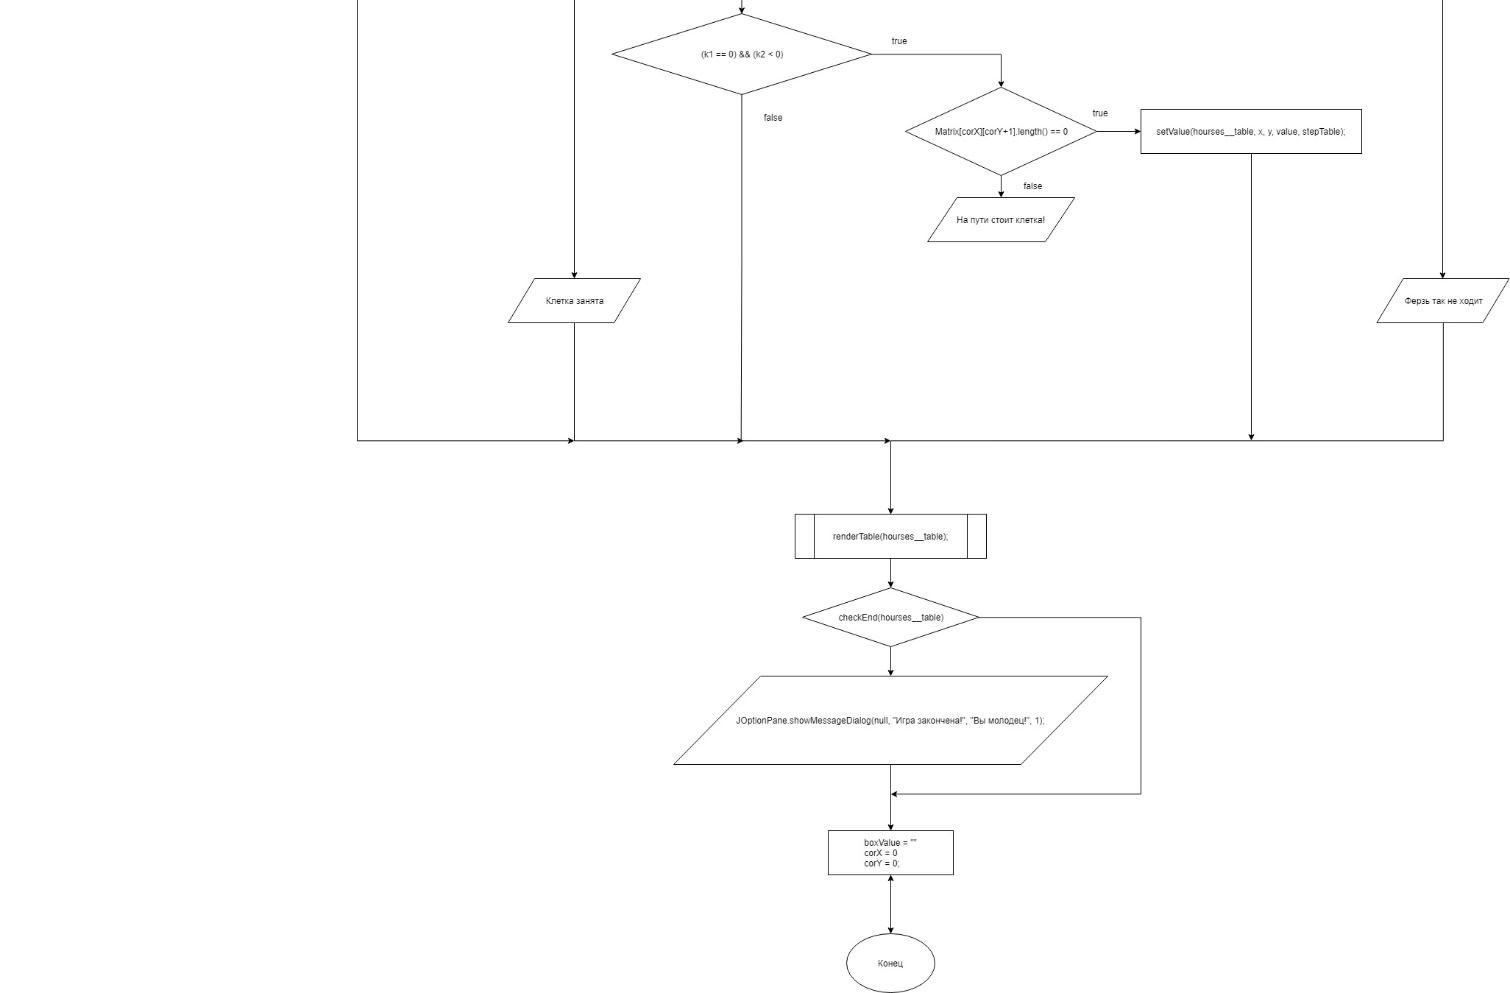 true
(k1 == 0) && (k2 < 0)
true
false
Matrix[corX][corY+1].length() == 0
setValue(hourses__table, x, y, value, stepTable);
false
На пути стоит клетка!
Клетка занята
Ферзь так не ходит
renderTable(hourses__table);
checkEnd(hourses__table)
JOptionPane.showMessageDialog(null, "Игра закончена!", "Вы молодец!", 1);
boxValue = ""
corX = 0
corY = 0;
Конец